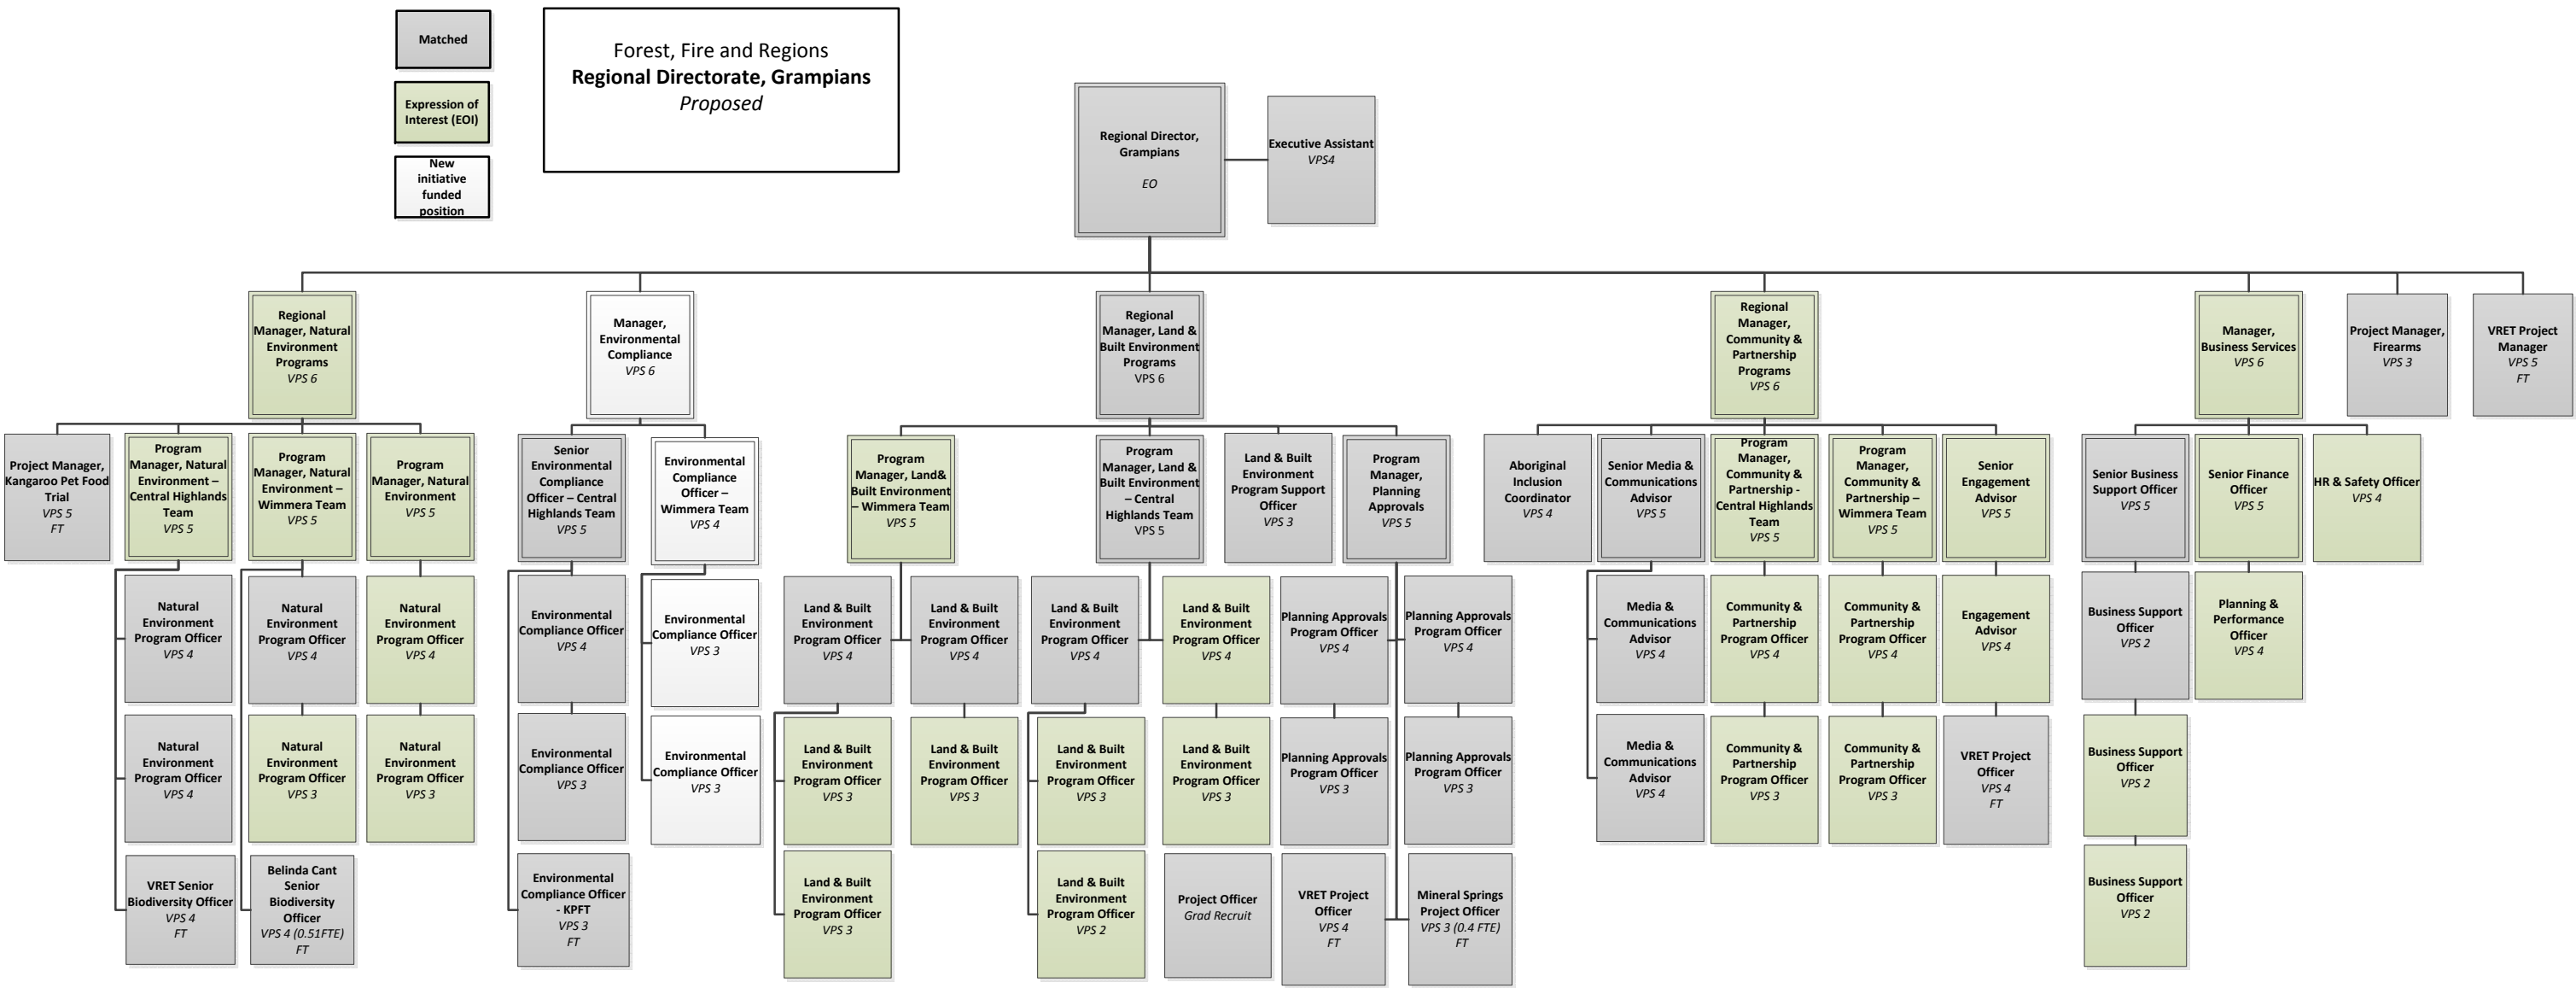 Matched
Expression of
Interest (EOI)
New
initiative
funded
position
Forest, Fire and Regions
Regional Directorate, Grampians
Proposed
Regional Director,
Grampians
EO
Executive Assistant
VPS4
Regional
Manager, Natural
Environment
Programs
VPS 6
Manager,
Environmental
Compliance
VPS 6
Regional
Manager, Land &
Built Environment
Programs
VPS 6
Regional
Manager,
Community &
Partnership
Programs
VPS 6
Manager,
Business Services
VPS 6
Project Manager,
Firearms
VPS 3
VRET Project
Manager
VPS 5
FT
Project Manager,
Kangaroo Pet Food
Trial
VPS 5
FT
Program
Manager, Natural
Environment –
Central Highlands
Team
VPS 5
Program
Manager, Natural
Environment –
Wimmera Team
VPS 5
Program
Manager, Natural
Environment
VPS 5
Senior
Environmental
Compliance
Officer – Central
Highlands Team
VPS 5
Environmental
Compliance
Officer –
Wimmera Team
VPS 4
Program
Manager, Land&
Built Environment
– Wimmera Team
VPS 5
Program
Manager, Land &
Built Environment
– Central
Highlands Team
VPS 5
Land & Built
Environment
Program Support
Officer
VPS 3
Program
Manager,
Planning
Approvals
VPS 5
Aboriginal
Inclusion
Coordinator
VPS 4
Senior Media &
Communications
Advisor
VPS 5
Program
Manager,
Community &
Partnership -
Central Highlands
Team
VPS 5
Program
Manager,
Community &
Partnership –
Wimmera Team
VPS 5
Senior
Engagement
Advisor
VPS 5
Senior Business
Support Officer
VPS 5
Senior Finance
Officer
VPS 5
HR & Safety Officer
VPS 4
Natural
Environment
Program Officer
VPS 4
Natural
Environment
Program Officer
VPS 4
Natural
Environment
Program Officer
VPS 4
Environmental
Compliance Officer
VPS 4
Environmental
Compliance Officer
VPS 3
Land & Built
Environment
Program Officer
VPS 4
Land & Built
Environment
Program Officer
VPS 4
Land & Built
Environment
Program Officer
VPS 4
Land & Built
Environment
Program Officer
VPS 4
Planning Approvals
Program Officer
VPS 4
Planning Approvals
Program Officer
VPS 4
Media &
Communications
Advisor
VPS 4
Community &
Partnership
Program Officer
VPS 4
Community &
Partnership
Program Officer
VPS 4
Engagement
Advisor
VPS 4
Business Support
Officer
VPS 2
Planning &
Performance
Officer
VPS 4
Natural
Environment
Program Officer
VPS 4
Natural
Environment
Program Officer
VPS 3
Natural
Environment
Program Officer
VPS 3
Environmental
Compliance Officer
VPS 3
Environmental
Compliance Officer
VPS 3
Land & Built
Environment
Program Officer
VPS 3
Land & Built
Environment
Program Officer
VPS 3
Land & Built
Environment
Program Officer
VPS 3
Land & Built
Environment
Program Officer
VPS 3
Planning Approvals
Program Officer
VPS 3
Planning Approvals
Program Officer
VPS 3
Media &
Communications
Advisor
VPS 4
Community &
Partnership
Program Officer
VPS 3
Community &
Partnership
Program Officer
VPS 3
VRET Project
Officer
VPS 4
FT
Business Support
Officer
VPS 2
VRET Senior
Biodiversity Officer
VPS 4
FT
Belinda Cant
Senior
Biodiversity
Officer
VPS 4 (0.51FTE)
FT
Environmental
Compliance Officer
- KPFT
VPS 3
FT
Land & Built
Environment
Program Officer
VPS 3
Land & Built
Environment
Program Officer
VPS 2
Project Officer
Grad Recruit
VRET Project
Officer
VPS 4
FT
Mineral Springs
Project Officer
VPS 3 (0.4 FTE)
FT
Business Support
Officer
VPS 2